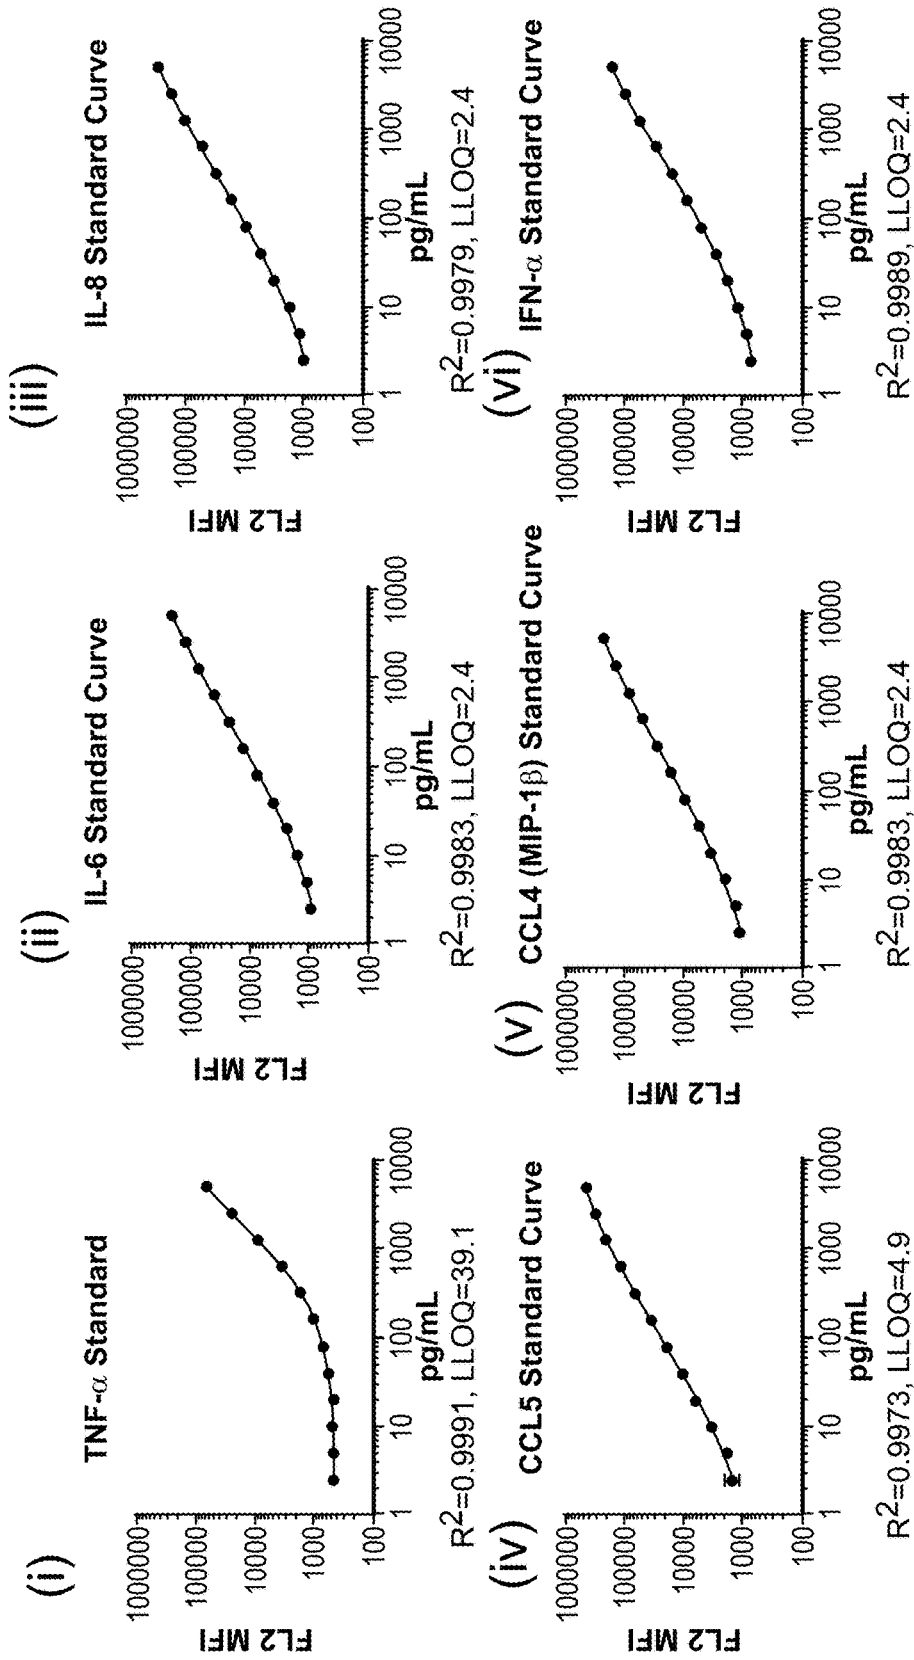 (i)
TNF-α Standard
FL2 MFI
1000000
100000
10000
1000
100
1
10
100
1000
10000
pg/mL
R2=0.9991, LLOQ=39.1
(ii)
IL-6 Standard Curve
FL2 MFI
1000000
100000
10000
1000
100
1
10
100
1000
10000
pg/mL
R2=0.9983, LLOQ=2.4
(iii)
IL-8 Standard Curve
FL2 MFI
1000000
100000
10000
1000
100
1
10
100
1000
10000
pg/mL
R2=0.9979, LLOQ=2.4
(iv)
CCL5 Standard Curve
FL2 MFI
1000000
100000
10000
1000
100
1
10
100
1000
10000
pg/mL
R2=0.9973, LLOQ=4.9
(v)
CCL4 (MIP-1β) Standard Curve
FL2 MFI
1000000
100000
10000
1000
100
1
10
100
1000
10000
pg/mL
R2=0.9983, LLOQ=2.4
(vi)
IFN-α Standard Curve
FL2 MFI
1000000
100000
10000
1000
100
1
10
100
1000
10000
pg/mL
R2=0.9989, LLOQ=2.4